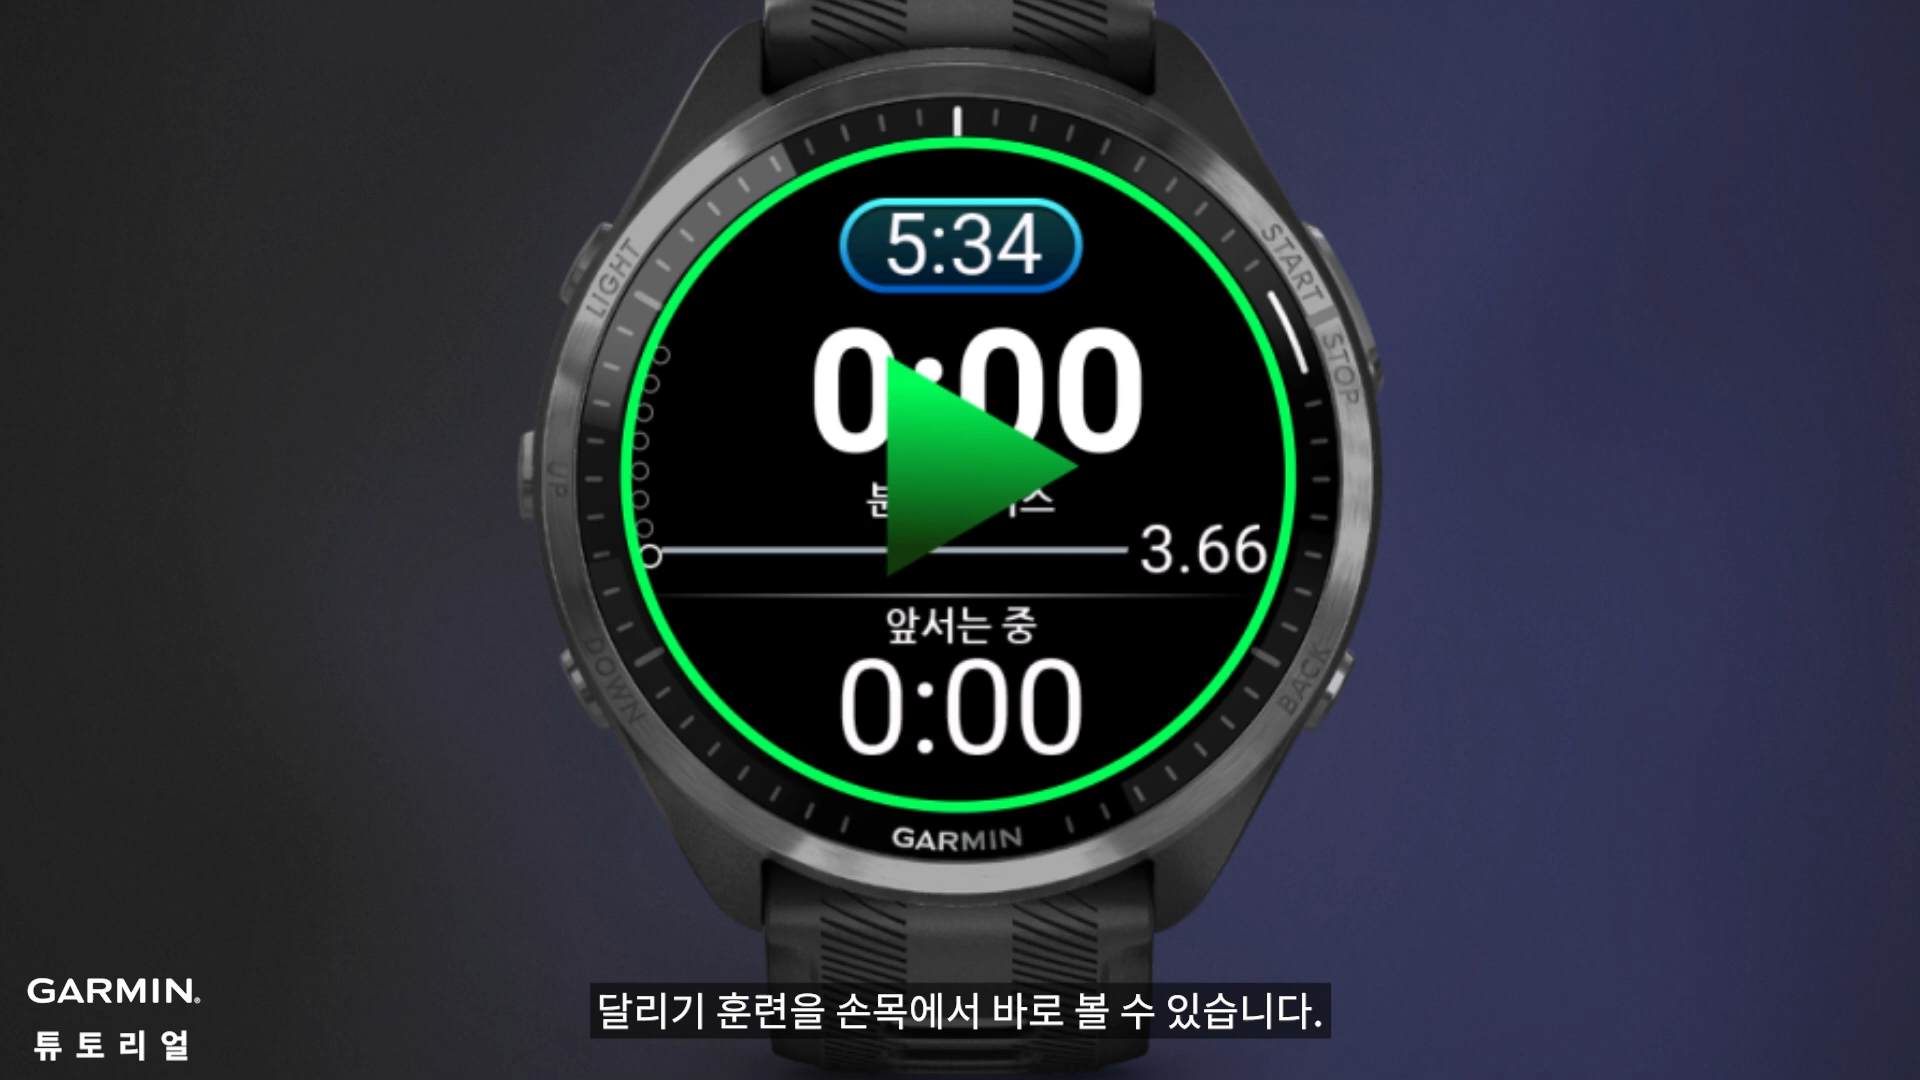 LIGHT
START
STOP
UP
DOWN
BACK
5:34
0:00
3.66
앞서는 중
0:00
GARMIN
GARMIN®
튜토리얼
달리기 훈련을 손목에서 바로 볼 수 있습니다.